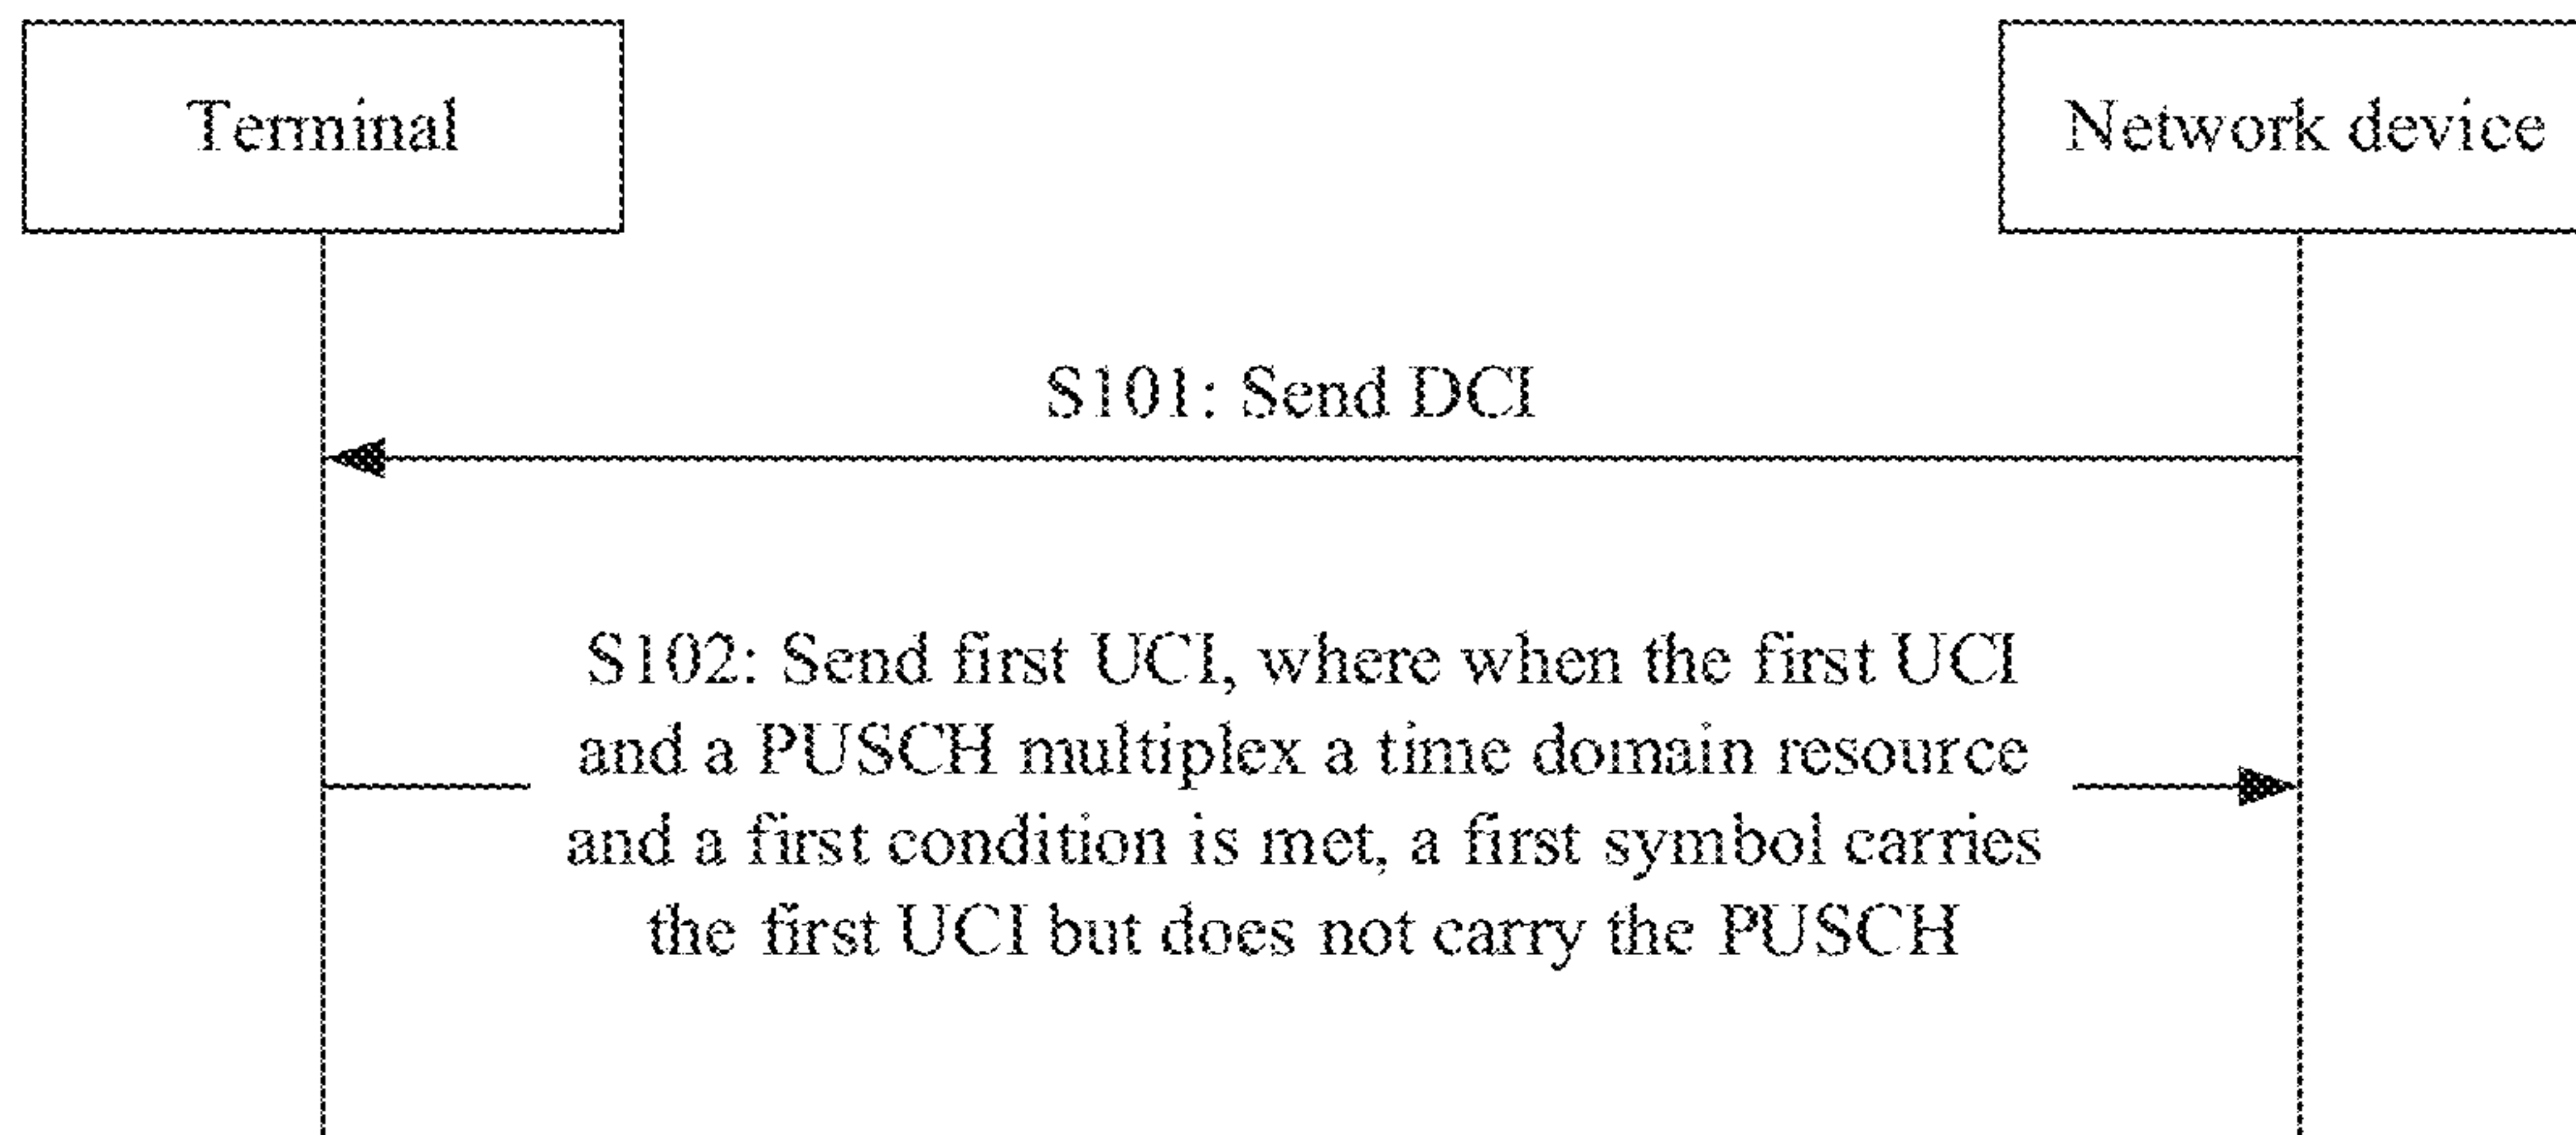 Terminal
Network device
S101: Send DCI
S102: Send first UCI, where when the first UCI
and a PUSCH multiplex a time domain resource
and a first condition is met, a first symbol carries
the first UCI but does not carry the PUSCH